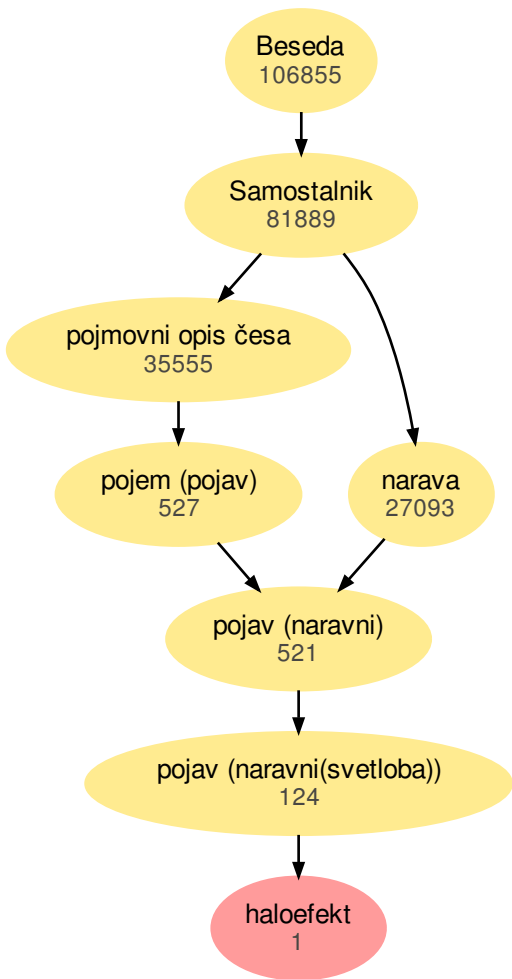 Beseda
106855
Samostalnik
81889
pojmovni opis česa
35555
pojem (pojav)
527
narava
27093
pojav (naravni)
521
pojav (naravni(svetloba))
124
haloefekt
1